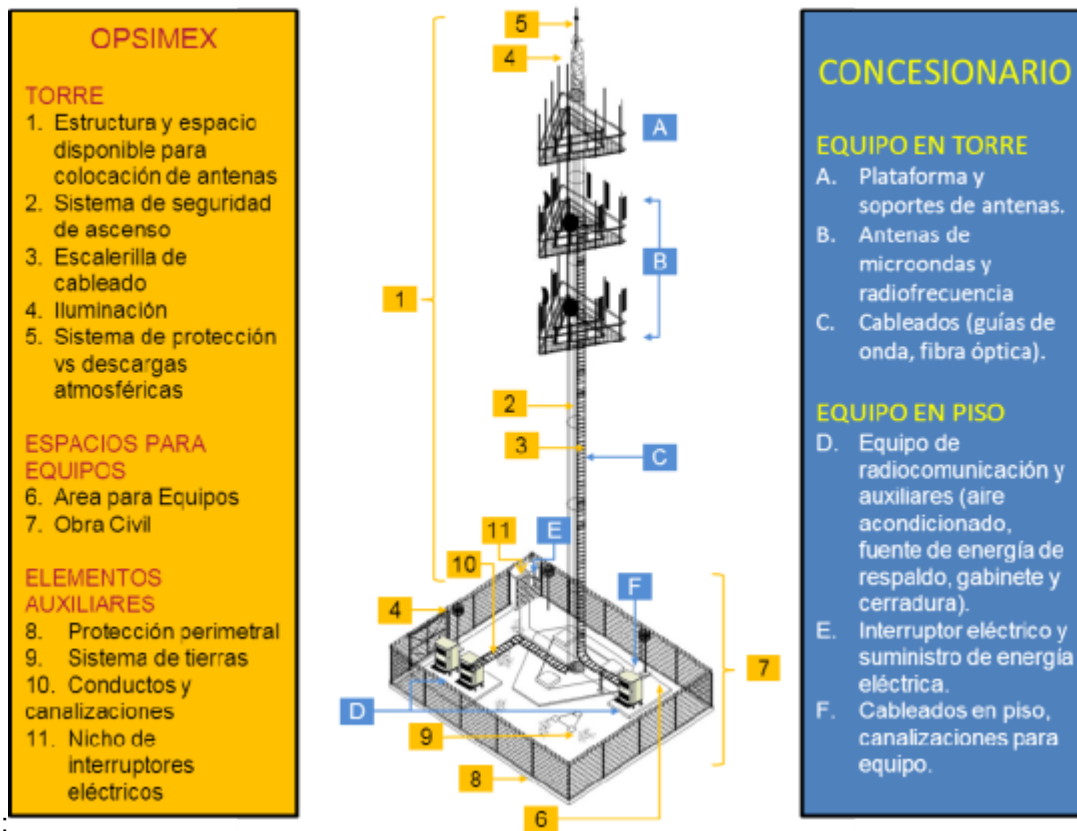 OPSIMEX
TORRE
1. Estructura y espacio
disponible para
colocación de antenas
2. Sistema de seguridad
de ascenso
3. Escalerilla de
cableado
4. Iluminación
5. Sistema de protección
vs descargas
atmosféricas
ESPACIOS PARA
EQUIPOS
6. Area para Equipos
7. Obra Civil
ELEMENTOS
AUXILIARES
8. Protección perimetral
9. Sistema de tierras
10. Conductos y
canalizaciones
11. Nicho de
interruptores
eléctricos
5
4
A
B
1
2
3
C
11
E
10
F
4
7
D
9
8
6
CONCESIONARIO
EQUIPO EN TORRE
A. Plataforma y
soportes de antenas.
B. Antenas de
microondas y
radiofrecuencia
C. Cableados (guías de
onda, fibra óptica).
EQUIPO EN PISO
D. Equipo de
radiocomunicación y
auxiliares (aire
acondicionado,
fuente de energía de
respaldo, gabinete y
cerradura).
E. Interruptor eléctrico y
suministro de energía
eléctrica.
F. Cableados en piso,
canalizaciones para
equipo.